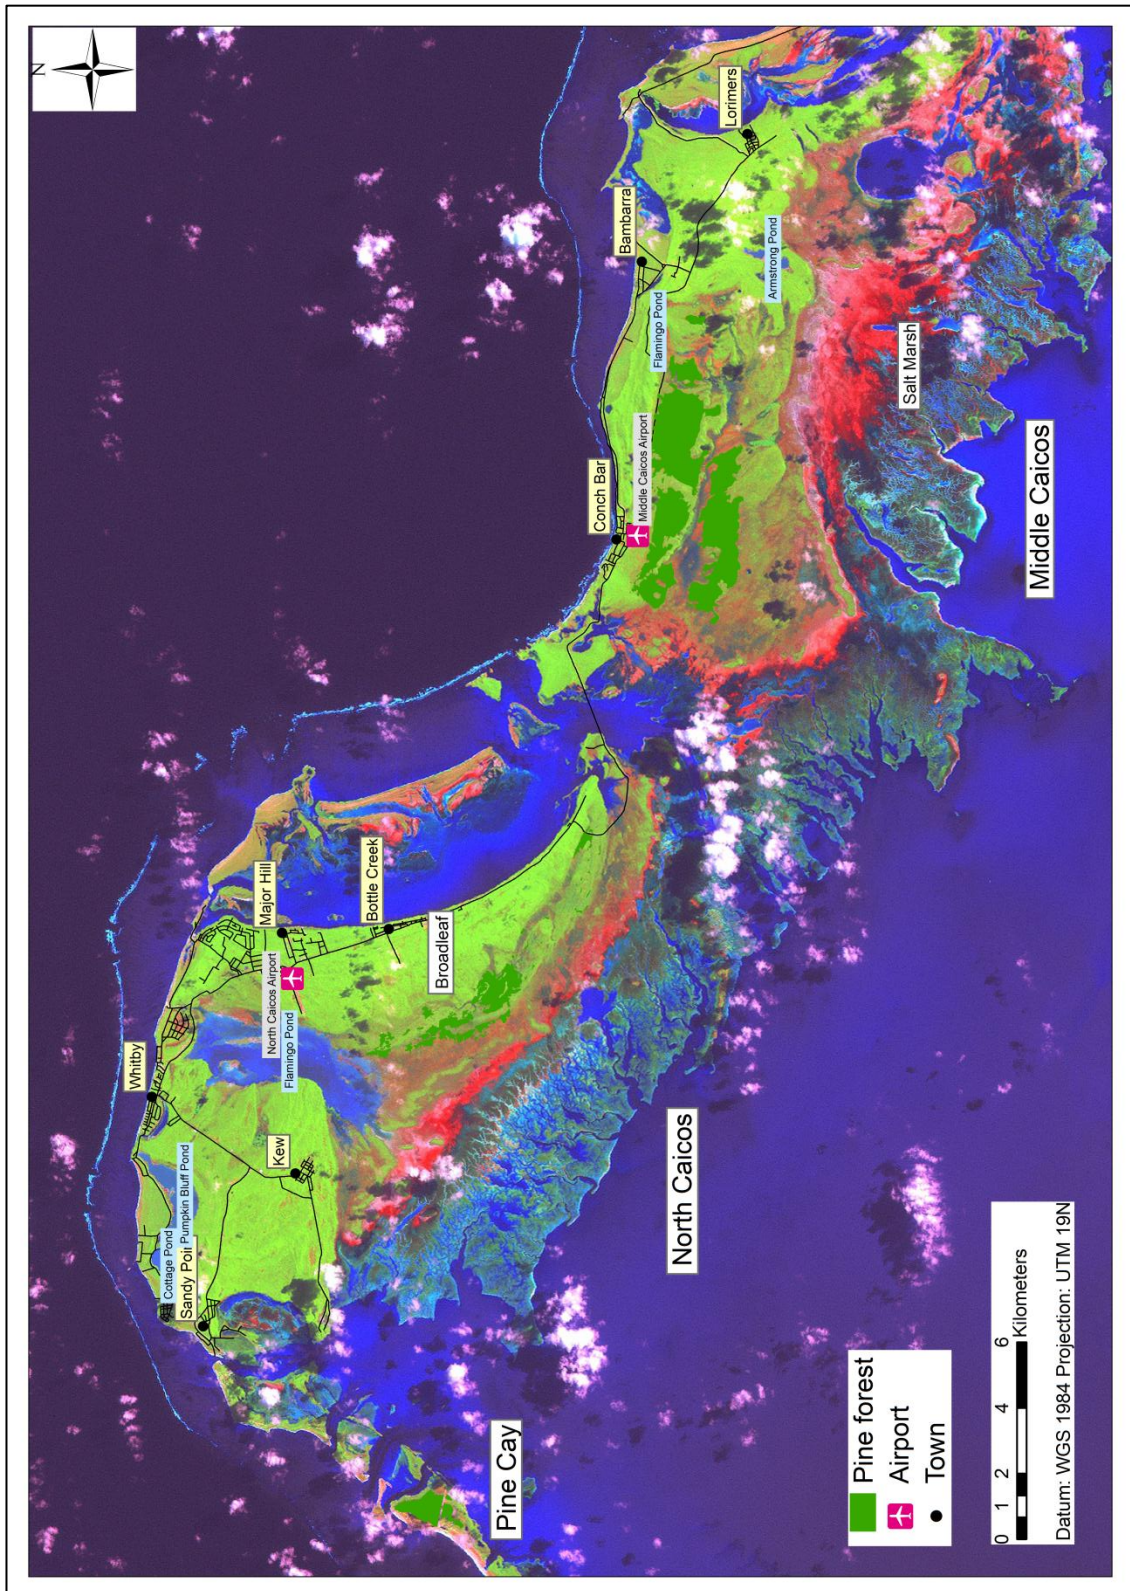 N
Whitby
Cottage Pond
Pumpkin Bluff Pond
Sandy Poi
Major Hill
North Caicos Airport
Kew
Flamingo Pond
Bottle Creek
Broadleaf
Pine Cay
Conch Bar
Bambarra
Middle Caicos Airport
Flamingo Pond
North Caicos
Lorimers
Armstrong Pond
Salt Marsh
Middle Caicos
Pine forest
Airport
Town
0 1 2 4 6
Kilometers
Datum: WGS 1984 Projection: UTM 19N